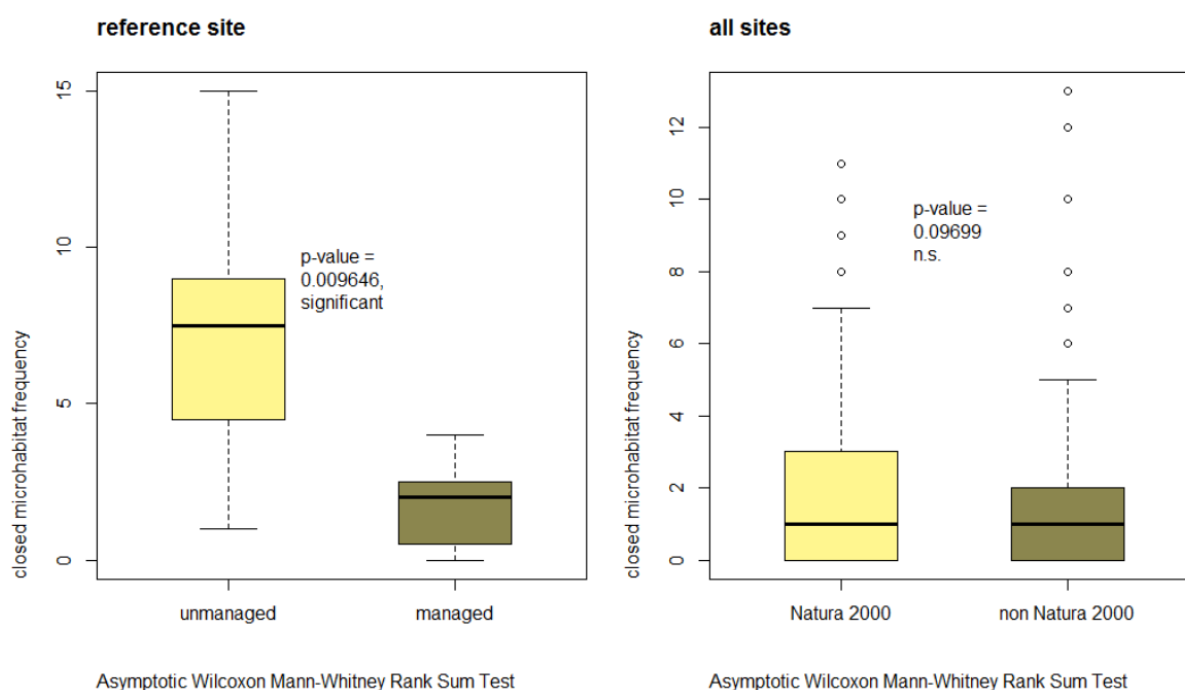 reference site
closed microhabitat frequency
15
10
5
0
p-value =
0.009646,
significant
unmanaged
managed
Asymptotic Wilcoxon Mann-Whitney Rank Sum Test
all sites
closed microhabitat frequency
12
10
8
6
4
2
0
p-value =
0.09699
n.s.
Natura 2000
non Natura 2000
Asymptotic Wilcoxon Mann-Whitney Rank Sum Test